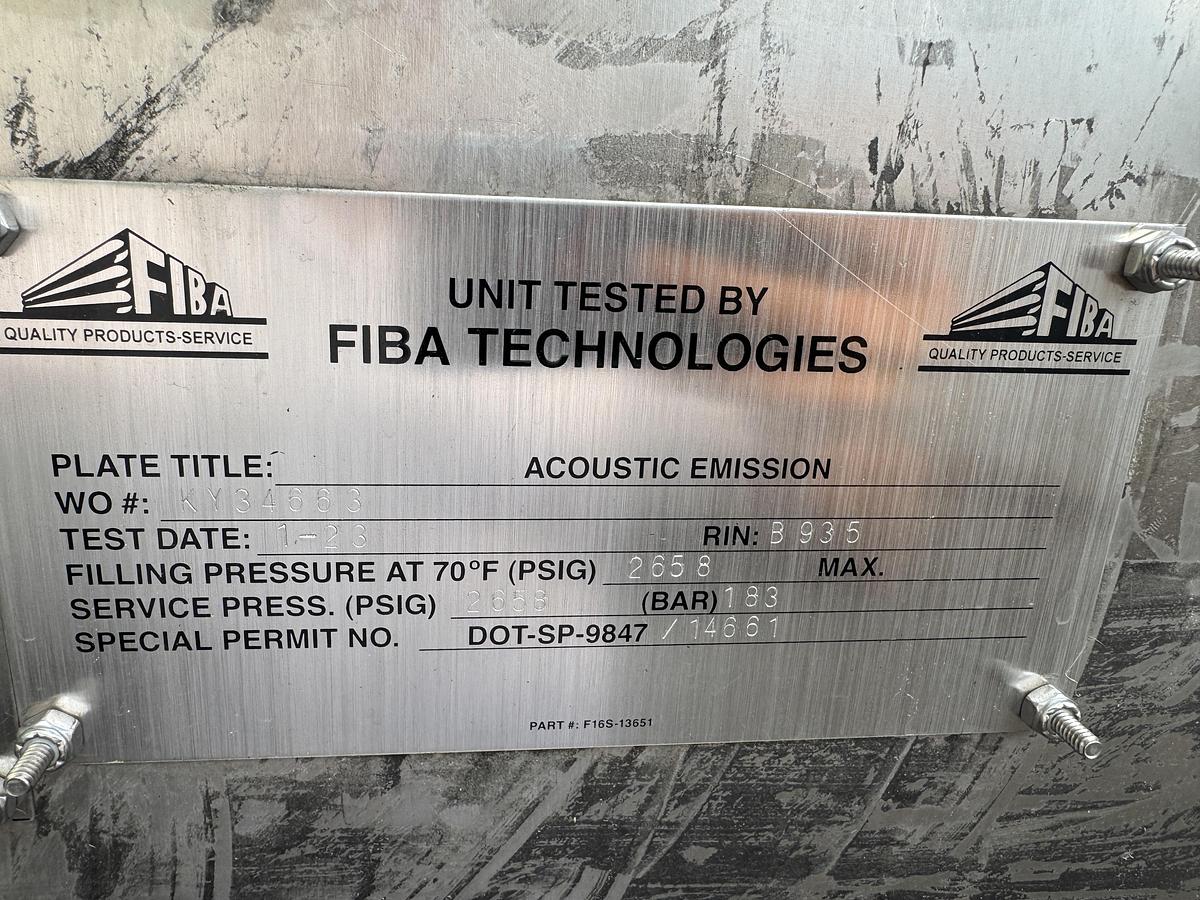 FIBA
QUALITY PRODUCTS-SERVICE
UNIT TESTED BY
FIBA TECHNOLOGIES
FIBA
QUALITY PRODUCTS-SERVICE
PLATE TITLE: ACOUSTIC EMISSION
WO #: KY34663
TEST DATE: 1-23 RIN: B935
FILLING PRESSURE AT 70°F (PSIG) 2658 MAX.
SERVICE PRESS. (PSIG) 2658 (BAR) 183
SPECIAL PERMIT NO. DOT-SP-9847 / 14661
PART #: F16S-13651